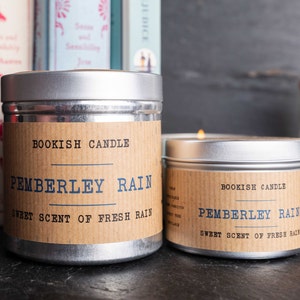 Sense
and
Sensibility
Jane
BOOKISH CANDLE
PEMBERLEY RAIN
SWEET SCENT OF FRESH RAIN
BOOKISH CANDLE
PEMBERLEY RAIN
SWEET SCENT OF FRESH RAIN